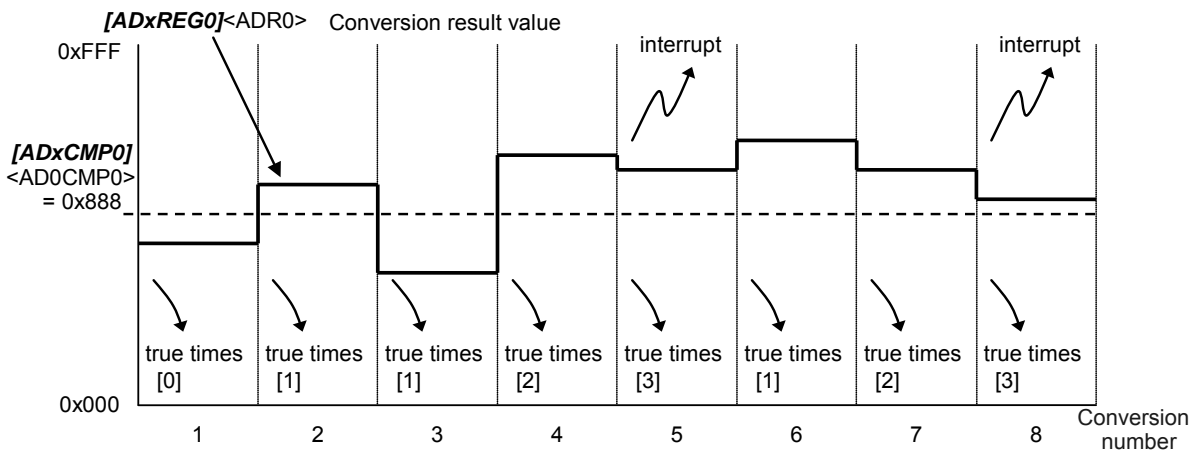 [ADxREG0]<ADR0> Conversion result value
0xFFF
interrupt interrupt
[ADxCMP0]
<AD0CMP0>
= 0x888
true times true times true times true times true times true times true times true times
[0] [1] [1] [2] [3] [1] [2] [3]
0x000
1 2 3 4 5 6 7 8
Conversion
number